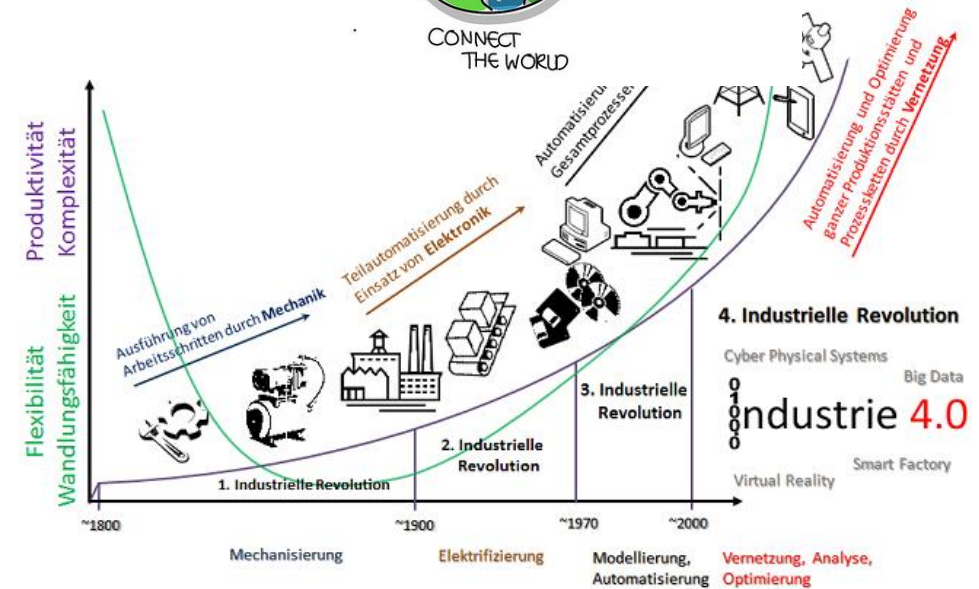 CONNECT
THE WORLD
Produktivität
Komplexität
Flexibilität
Wandlungsfähigkeit
Ausführung von
Arbeitsschritten durch Mechanik
Teilautomatisierung durch
Einsatz von Elektronik
Gesamtprozessen
Automatisierung und Optimierung
ganzer Produktionsstätten und
Prozessketten durch Vernetzung
1. Industrielle Revolution
2. Industrielle
Revolution
3. Industrielle
Revolution
4. Industrielle Revolution
Cyber Physical Systems
Big Data
ndustrie 4.0
Smart Factory
Virtual Reality
~1800
~1900
~1970
~2000
Mechanisierung
Elektrifizierung
Modellierung,
Automatisierung
Vernetzung, Analyse,
Optimierung